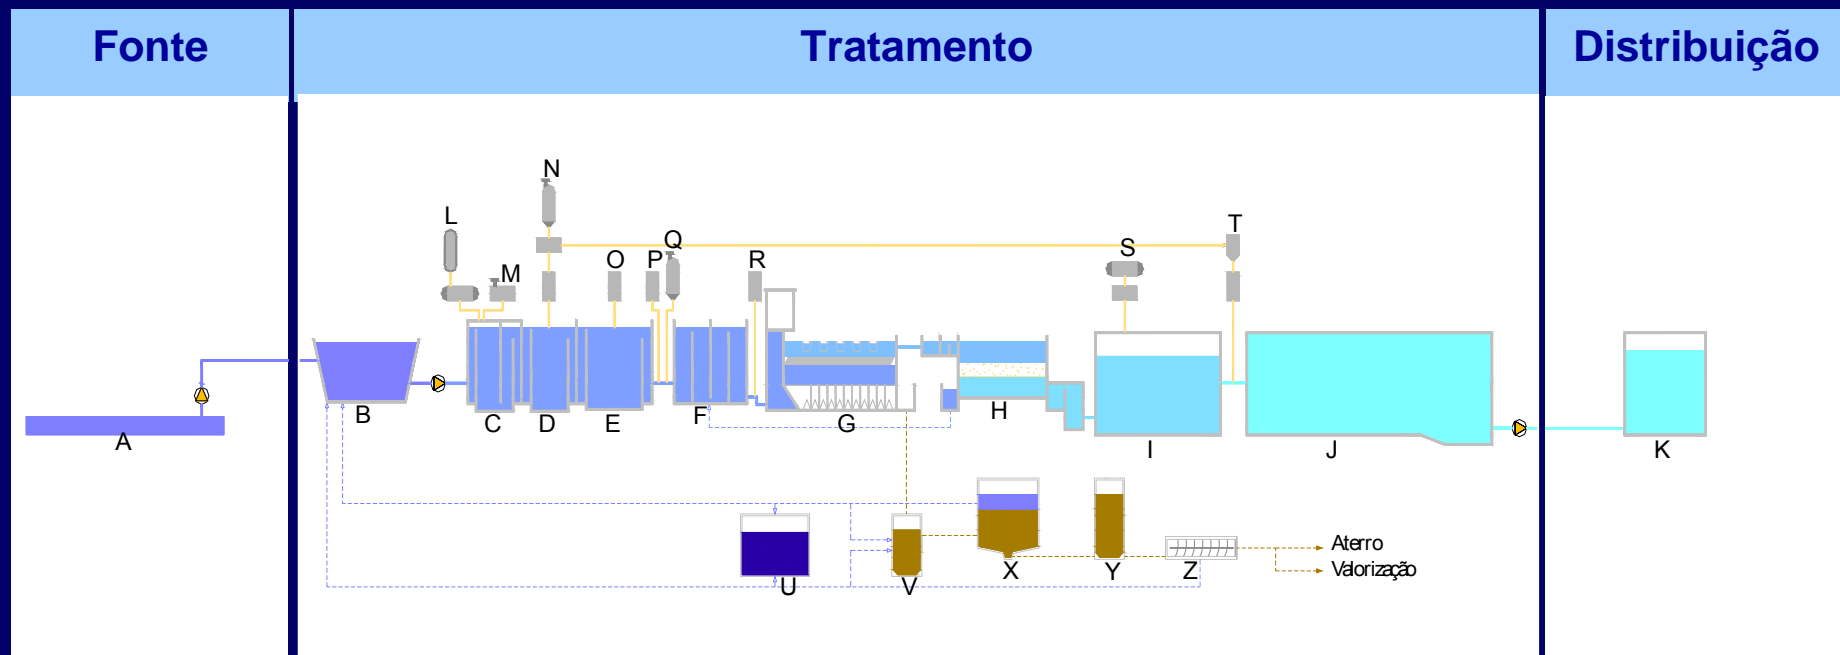 Fonte
Tratamento
Distribuição
N
L
T
Q
S
M
O
P
R
A
B
C
D
E
F
G
H
I
J
K
U
V
X
Y
Z
Aterro
Valorização